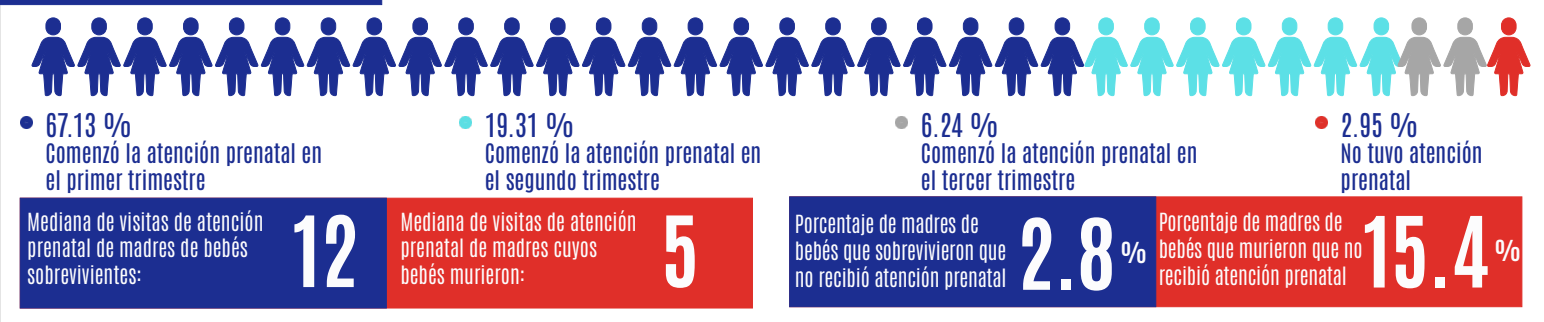 67.13 %
Comenzó la atención prenatal en
el primer trimestre
19.31 %
Comenzó la atención prenatal en
el segundo trimestre
6.24 %
Comenzó la atención prenatal en
el tercer trimestre
2.95 %
No tuvo atención
prenatal
Mediana de visitas de atención
prenatal de madres de bebés
sobrevivientes:
12
Mediana de visitas de atención
prenatal de madres cuyos
bebés murieron:
5
Porcentaje de madres de
bebés que sobrevivieron que
no recibió atención prenatal
2.8 %
Porcentaje de madres de
bebés que murieron que no
recibió atención prenatal
15.4 %